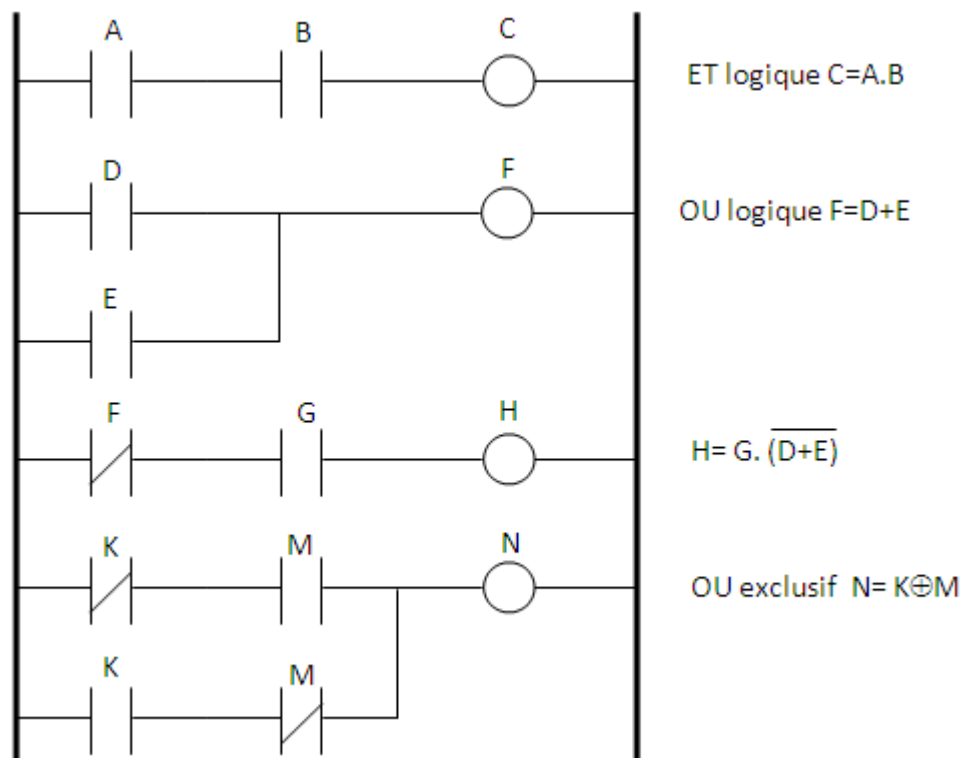 A B C
ET logique C=A.B
D F
OU logique F=D+E
E
F G H
H= G. (D+E)̅
K M N
OU exclusif N= K⊕M
K M